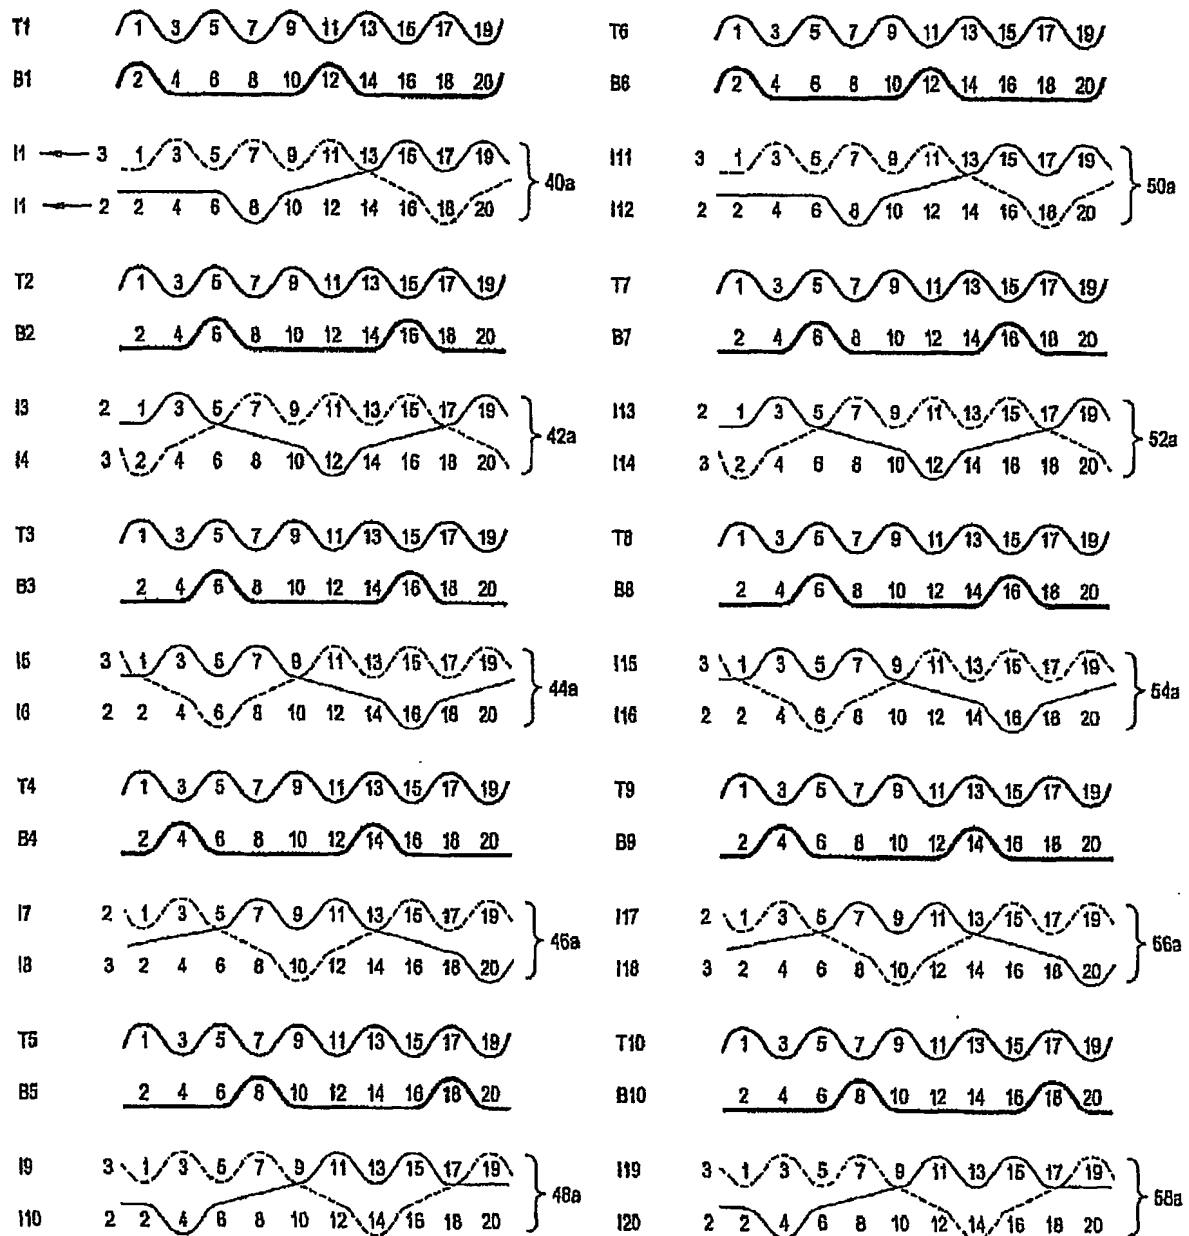 T1 1 3 5 7 9 11 13 15 17 19
B1 2 4 6 8 10 12 14 16 18 20
I1 3 1 3 5 7 9 11 13 15 17 19
40a
I1 2 2 4 6 8 10 12 14 16 18 20
T2 1 3 5 7 9 11 13 15 17 19
B2 2 4 6 8 10 12 14 16 18 20
I3 2 1 3 5 7 9 11 13 15 17 19
42a
I4 3 2 4 6 8 10 12 14 16 18 20
T3 1 3 5 7 9 11 13 15 17 19
B3 2 4 6 8 10 12 14 16 18 20
I5 3 1 3 5 7 9 11 13 15 17 19
44a
I6 2 2 4 6 8 10 12 14 16 18 20
T4 1 3 5 7 9 11 13 15 17 19
B4 2 4 6 8 10 12 14 16 18 20
I7 2 1 3 5 7 9 11 13 15 17 19
46a
I8 3 2 4 6 8 10 12 14 16 18 20
T5 1 3 5 7 9 11 13 15 17 19
B5 2 4 6 8 10 12 14 16 18 20
I9 3 1 3 5 7 9 11 13 15 17 19
48a
I10 2 2 4 6 8 10 12 14 16 18 20
T6 1 3 5 7 9 11 13 15 17 19
B6 2 4 6 8 10 12 14 16 18 20
I11 3 1 3 5 7 9 11 13 15 17 19
50a
I12 2 2 4 6 8 10 12 14 16 18 20
T7 1 3 5 7 9 11 13 15 17 19
B7 2 4 6 8 10 12 14 16 18 20
I13 2 1 3 5 7 9 11 13 15 17 19
52a
I14 3 2 4 6 8 10 12 14 16 18 20
T8 1 3 5 7 9 11 13 15 17 19
B8 2 4 6 8 10 12 14 16 18 20
I15 3 1 3 5 7 9 11 13 15 17 19
54a
I16 2 2 4 6 8 10 12 14 16 18 20
T9 1 3 5 7 9 11 13 15 17 19
B9 2 4 6 8 10 12 14 16 18 20
I17 2 1 3 5 7 9 11 13 15 17 19
56a
I18 3 2 4 6 8 10 12 14 16 18 20
T10 1 3 5 7 9 11 13 15 17 19
B10 2 4 6 8 10 12 14 16 18 20
I19 3 1 3 5 7 9 11 13 15 17 19
58a
I20 2 2 4 6 8 10 12 14 16 18 20